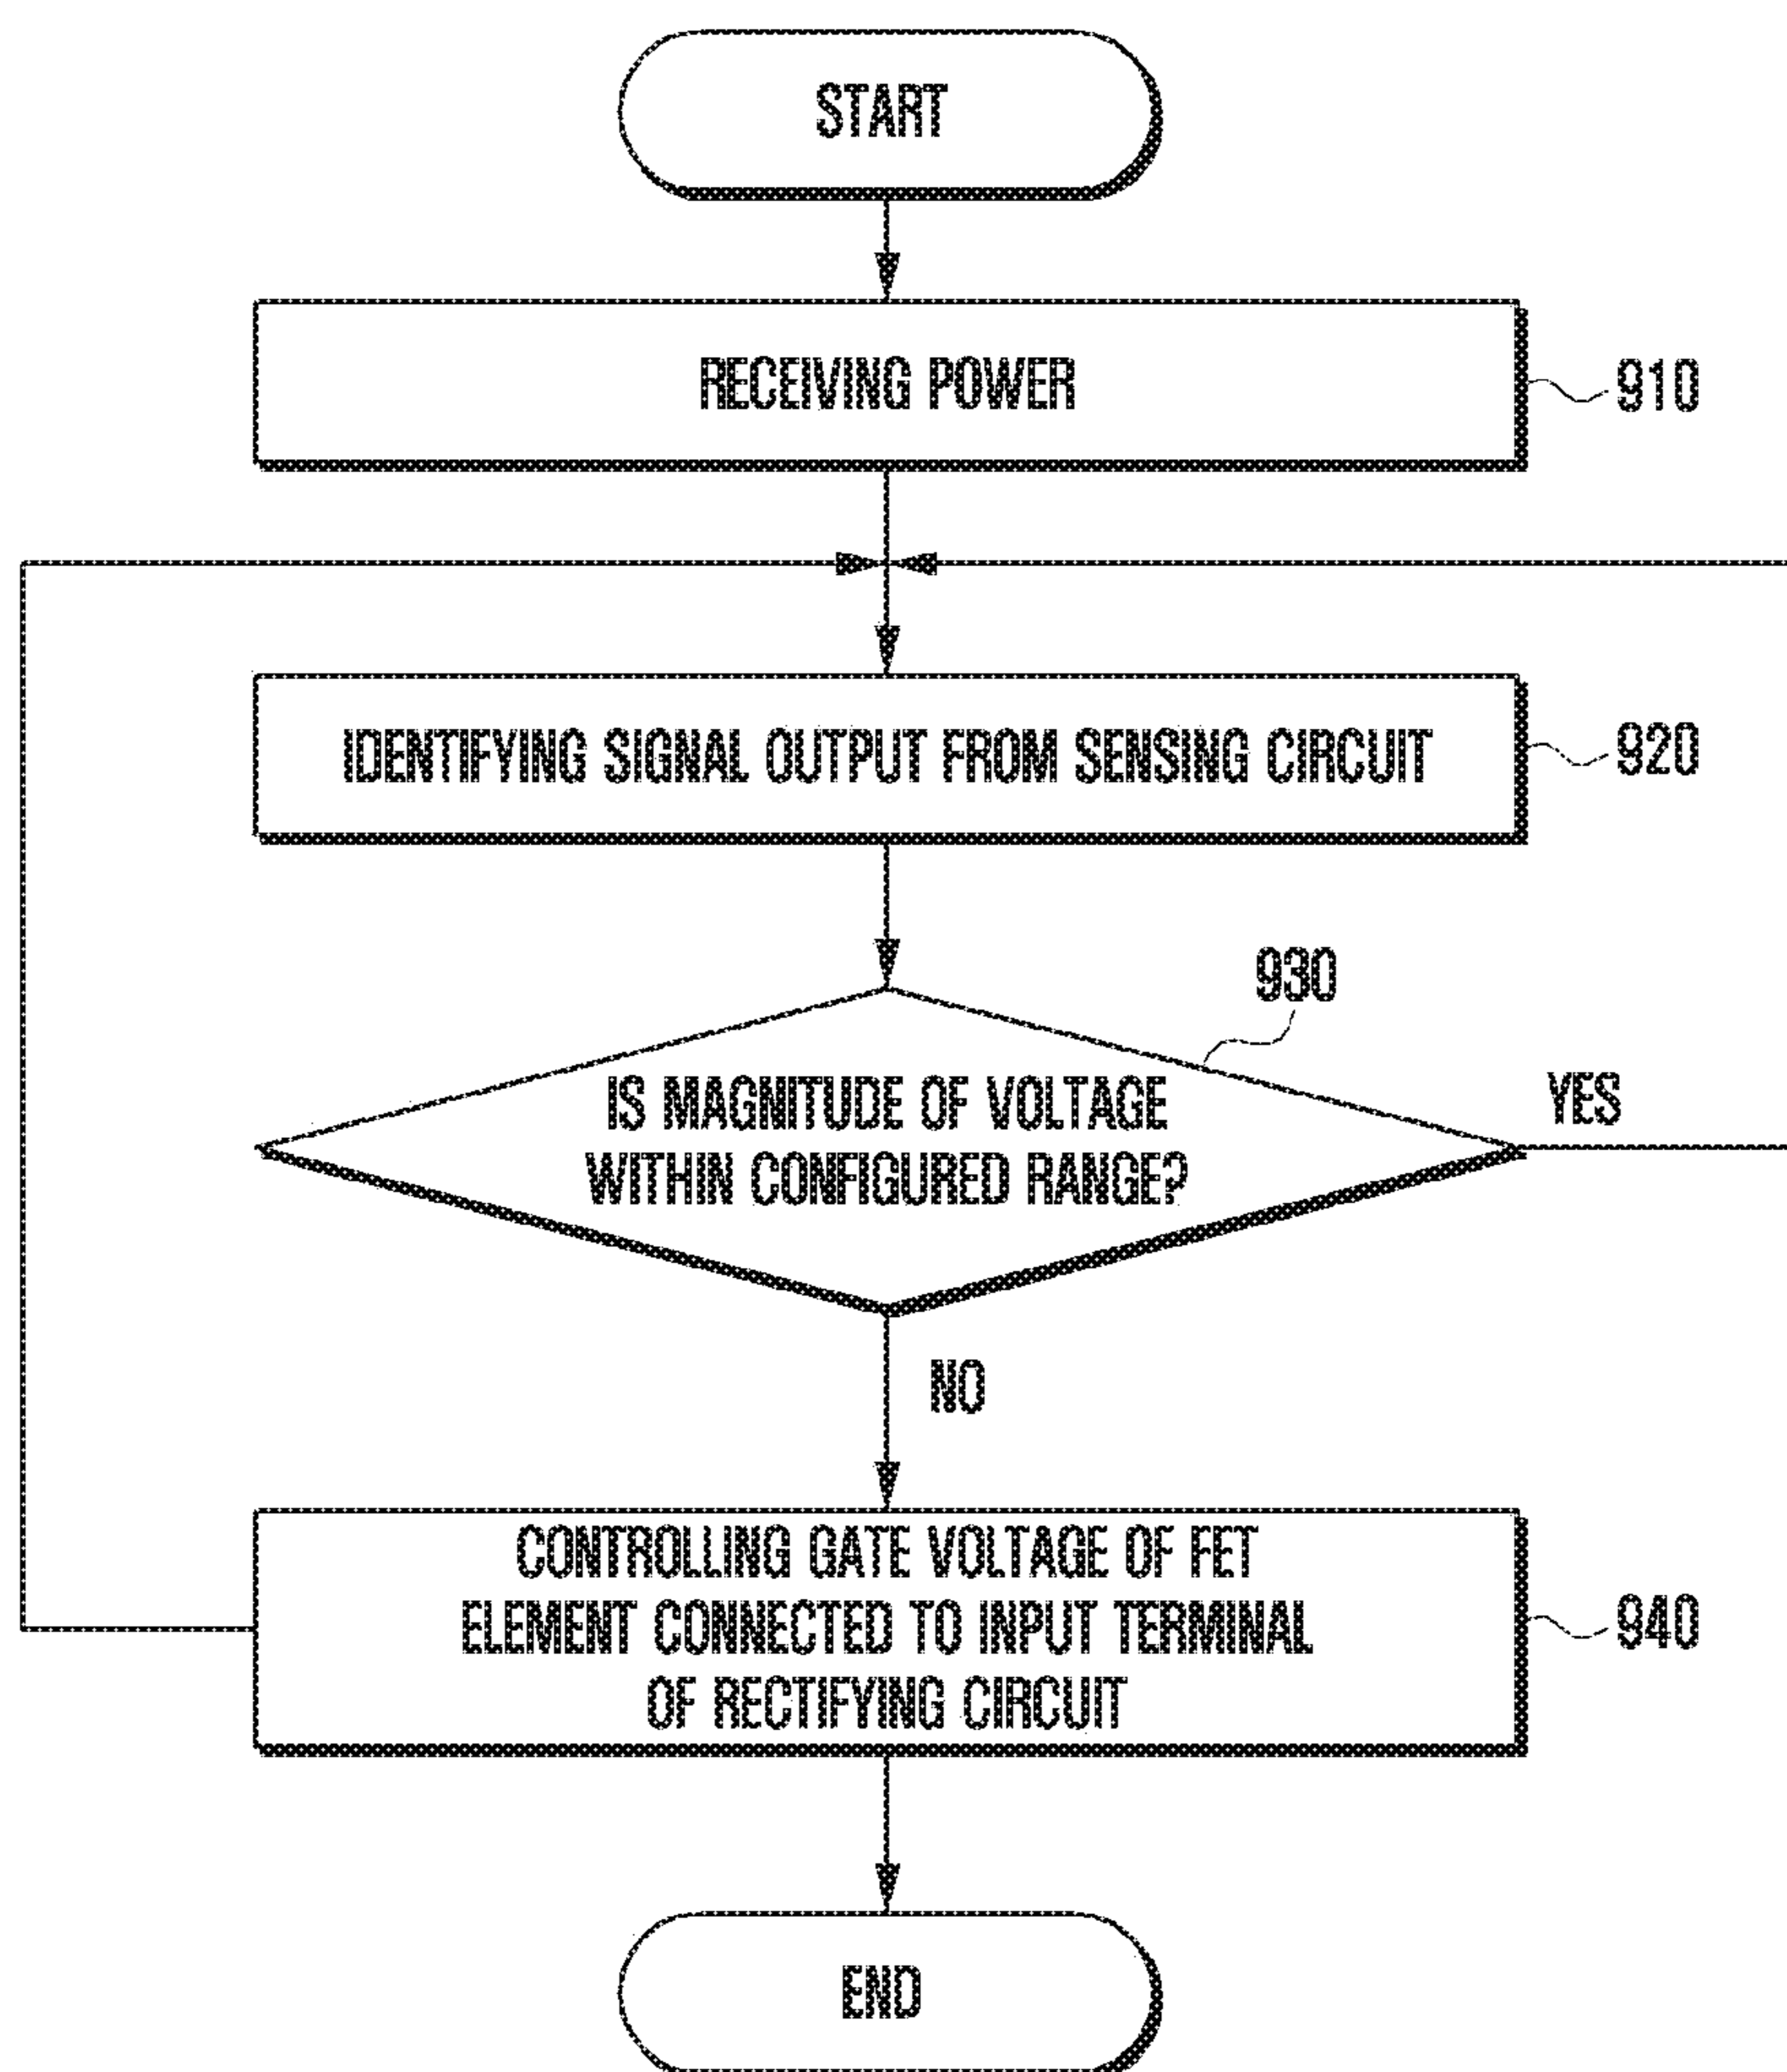 START
RECEIVING POWER
910
IDENTIFYING SIGNAL OUTPUT FROM SENSING CIRCUIT
920
930
IS MAGNITUDE OF VOLTAGE
WITHIN CONFIGURED RANGE?
YES
NO
CONTROLLING GATE VOLTAGE OF FET
ELEMENT CONNECTED TO INPUT TERMINAL
OF RECTIFYING CIRCUIT
940
END